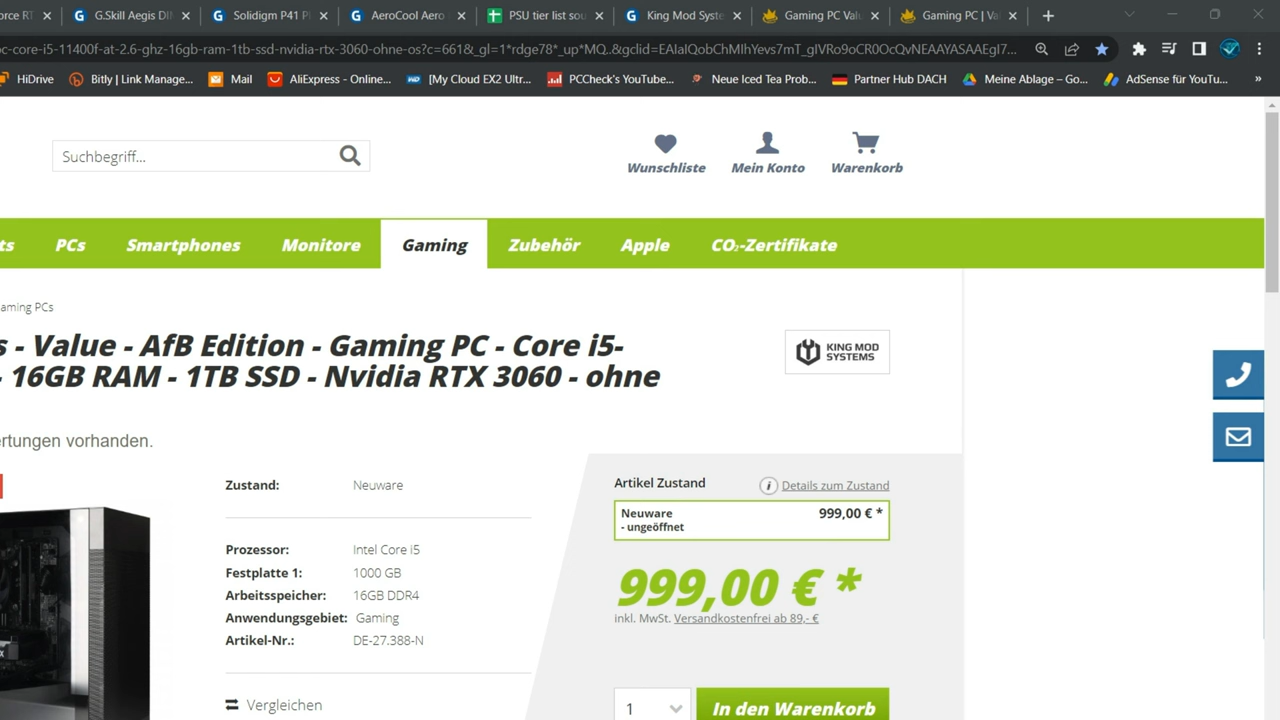 orce RT
G.Skill Aegis DIM
Solidigm P41 Pl
AeroCool Aero
PSU tier list sou
King Mod Syste
Gaming PC Valu
Gaming PC | Va
oc-core-i5-11400f-at-2.6-ghz-16gb-ram-1tb-ssd-nvidia-rtx-3060-ohne-os?c=661&_gl=1*rdge78*_up*MQ..&gclid=EAIaIQobChMIhYevs7mT_gIVRo9oCR0OcQvNEAAYASAAEgI7...
HiDrive
Bitly | Link Manage...
Mail
AliExpress - Online...
[My Cloud EX2 Ultr...
PCCheck's YouTube...
Neue Iced Tea Prob...
Partner Hub DACH
Meine Ablage – Go...
AdSense für YouTu...
»
Suchbegriff...
Wunschliste
Mein Konto
Warenkorb
ts
PCs
Smartphones
Monitore
Gaming
Zubehör
Apple
CO₂-Zertifikate
aming PCs
s - Value - AfB Edition - Gaming PC - Core i5-
- 16GB RAM - 1TB SSD - Nvidia RTX 3060 - ohne
KING MOD
SYSTEMS
ertungen vorhanden.
Zustand: Neuware
Prozessor: Intel Core i5
Festplatte 1: 1000 GB
Arbeitsspeicher: 16GB DDR4
Anwendungsgebiet: Gaming
Artikel-Nr.: DE-27.388-N
Vergleichen
Artikel Zustand
Details zum Zustand
Neuware 999,00 € *
- ungeöffnet
999,00 € *
inkl. MwSt. Versandkostenfrei ab 89,- €
1
In den Warenkorb